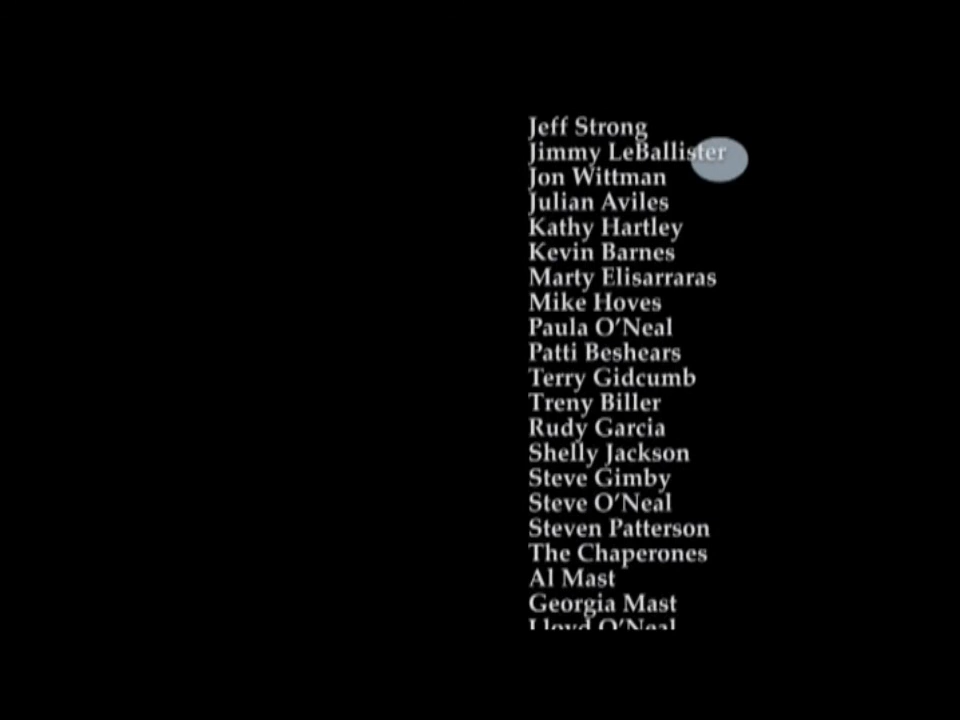 Jeff Strong
Jimmy LeBallister
Jon Wittman
Julian Aviles
Kathy Hartley
Kevin Barnes
Marty Elisarraras
Mike Hoves
Paula O’Neal
Patti Beshears
Terry Gidcumb
Treny Biller
Rudy Garcia
Shelly Jackson
Steve Gimby
Steve O’Neal
Steven Patterson
The Chaperones
Al Mast
Georgia Mast
Lloyd O’Neal